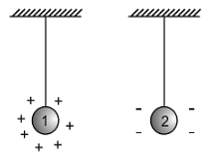 + +
+ 1 +
+ + +
- -
2
- -